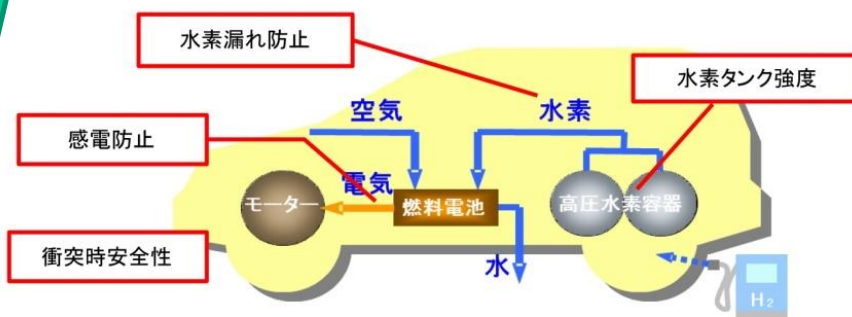 水素漏れ防止
水素タンク強度
空気
水素
感電防止
電気
モーター
燃料電池
高圧水素容器
衝突時安全性
水
H₂